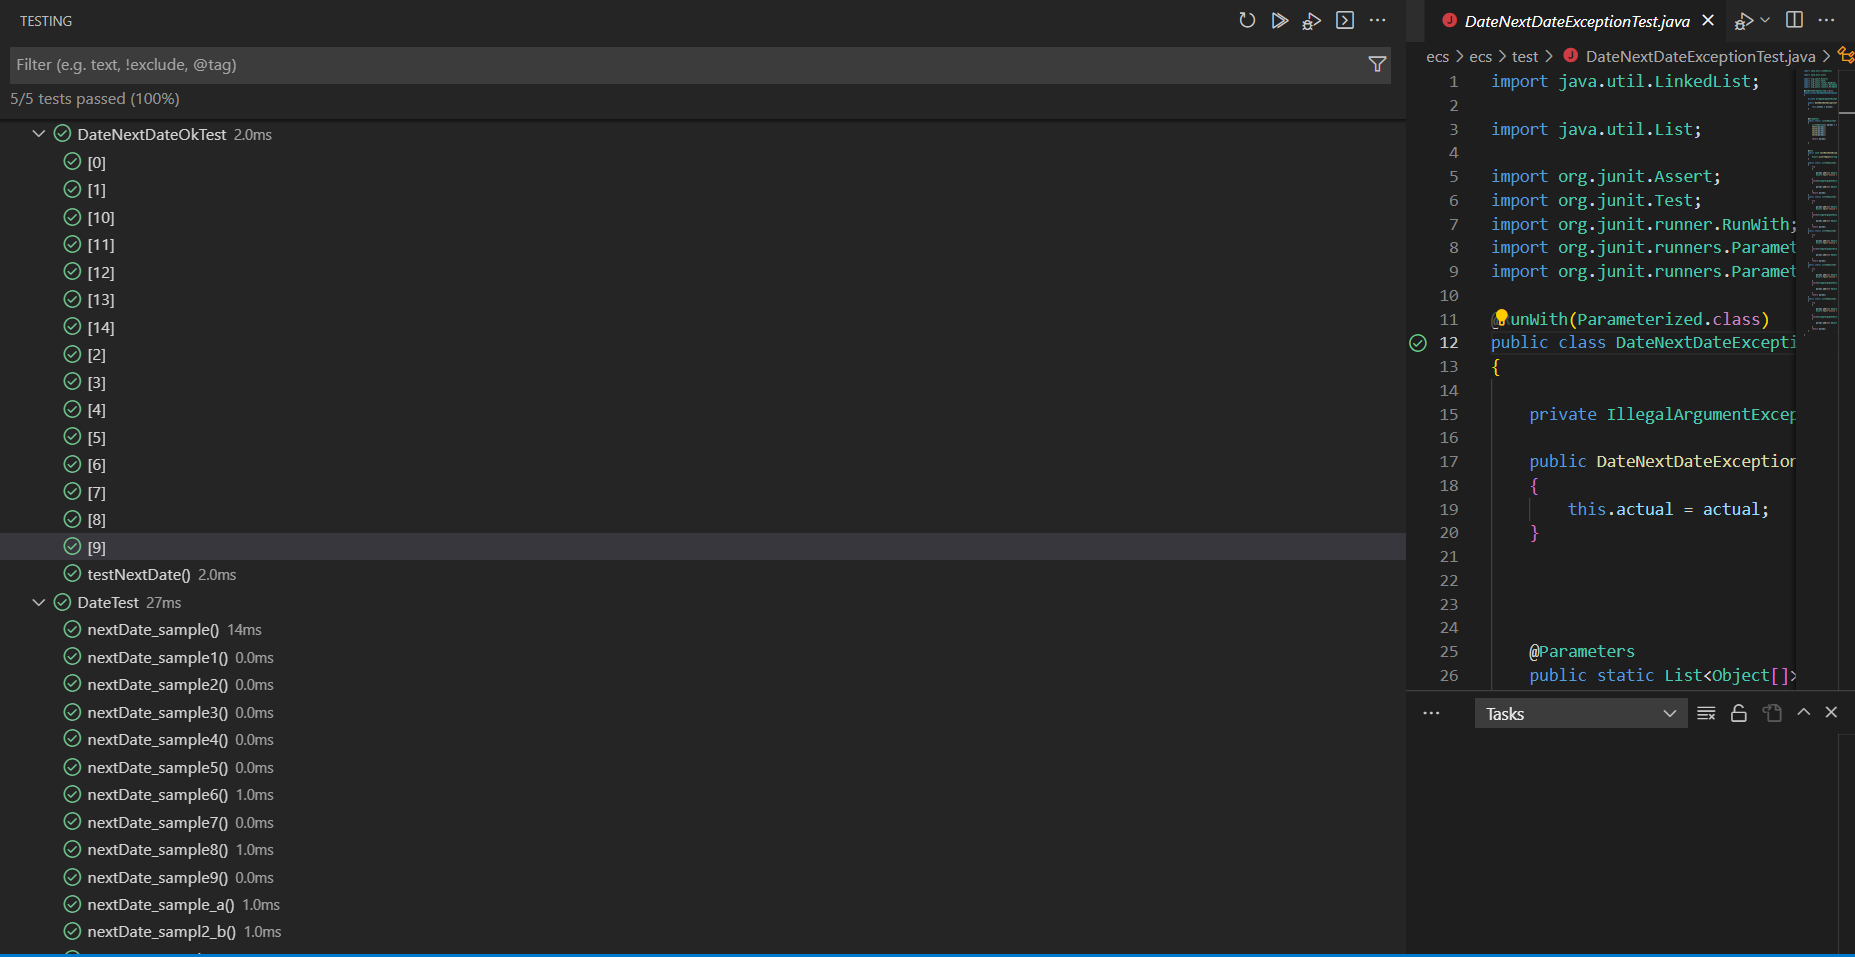 TESTING
Filter (e.g. text, !exclude, @tag)
5/5 tests passed (100%)
DateNextDateOkTest 2.0ms
[0]
[1]
[10]
[11]
[12]
[13]
[14]
[2]
[3]
[4]
[5]
[6]
[7]
[8]
[9]
testNextDate() 2.0ms
DateTest 27ms
nextDate_sample() 14ms
nextDate_sample1() 0.0ms
nextDate_sample2() 0.0ms
nextDate_sample3() 0.0ms
nextDate_sample4() 0.0ms
nextDate_sample5() 0.0ms
nextDate_sample6() 1.0ms
nextDate_sample7() 0.0ms
nextDate_sample8() 1.0ms
nextDate_sample9() 0.0ms
nextDate_sample_a() 1.0ms
nextDate_sampl2_b() 1.0ms
DateNextDateExceptionTest.java
ecs > ecs > test > DateNextDateExceptionTest.java >
1 import java.util.LinkedList;
2
3 import java.util.List;
4
5 import org.junit.Assert;
6 import org.junit.Test;
7 import org.junit.runner.RunWith;
8 import org.junit.runners.Paramet
9 import org.junit.runners.Paramet
10
11 @RunWith(Parameterized.class)
12 public class DateNextDateExcepti
13 {
14
15 private IllegalArgumentExcep
16
17 public DateNextDateException
18 {
19 this.actual = actual;
20 }
21
22
23
24
25 @Parameters
26 public static List<Object[]>
Tasks